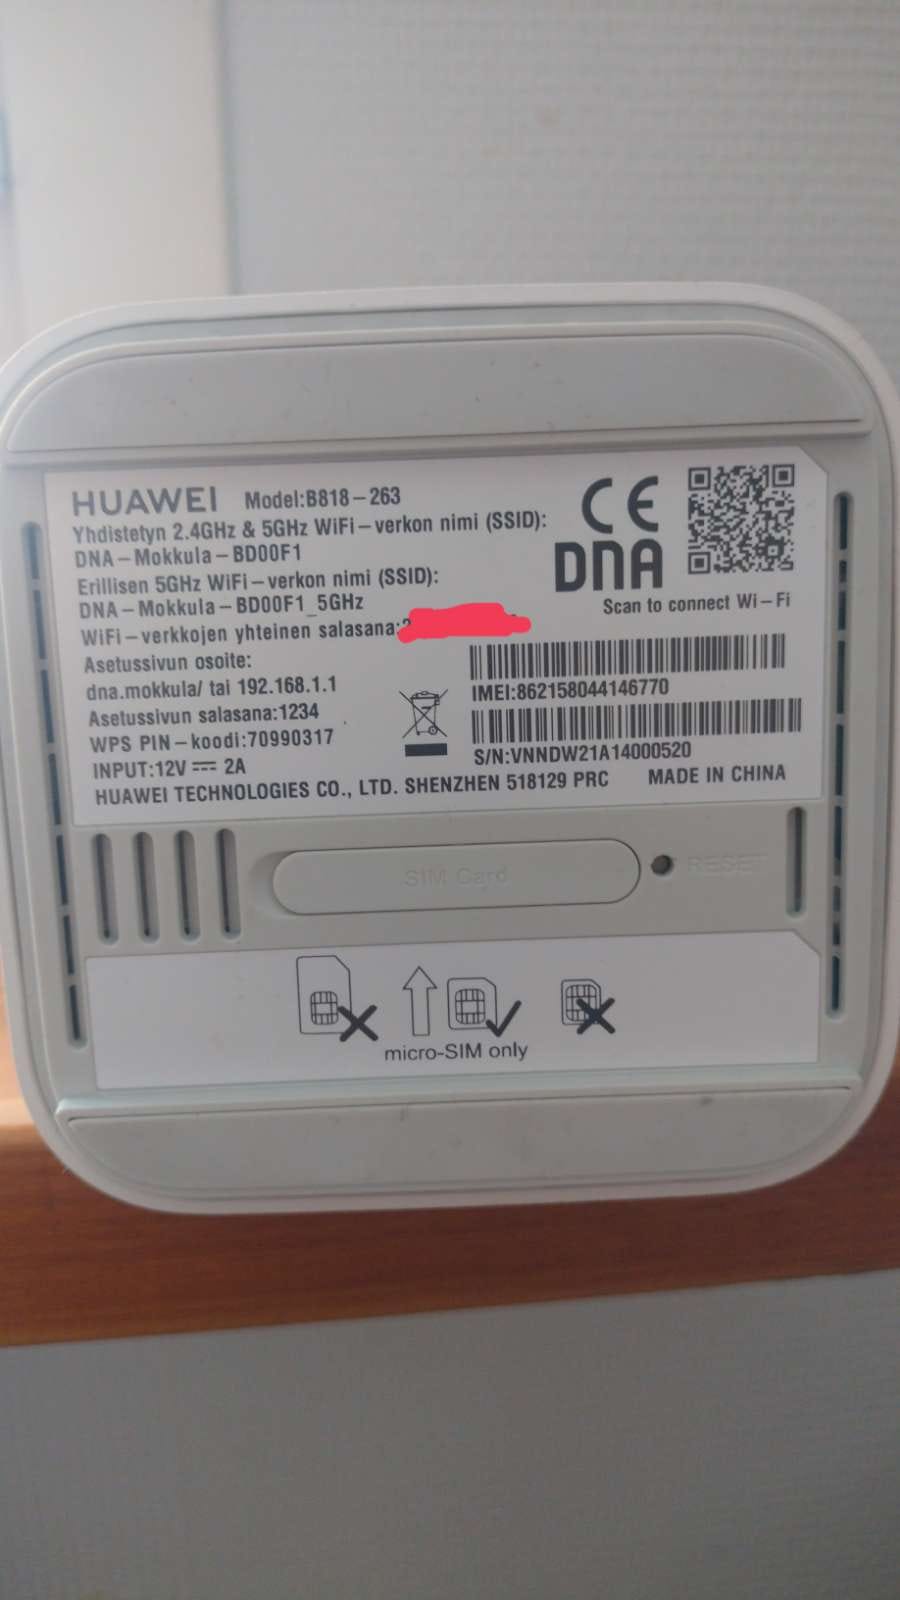 HUAWEI Model:B818-263
Yhdistetyn 2.4GHz & 5GHz WiFi-verkon nimi (SSID):
DNA-Mokkula-BD00F1
Erillisen 5GHz WiFi-verkon nimi (SSID):
DNA-Mokkula-BD00F1_5GHz
WiFi-verkkojen yhteinen salasana:
Asetussivun osoite:
dna.mokkula/ tai 192.168.1.1
Asetussivun salasana:1234
WPS PIN-koodi:70990317
INPUT:12V ⎓ 2A
HUAWEI TECHNOLOGIES CO., LTD. SHENZHEN 518129 PRC
CE
DNA
Scan to connect Wi-Fi
IMEI:862158044146770
S/N:VNNDW21A14000520
MADE IN CHINA
SIM Card
RESET
micro-SIM only